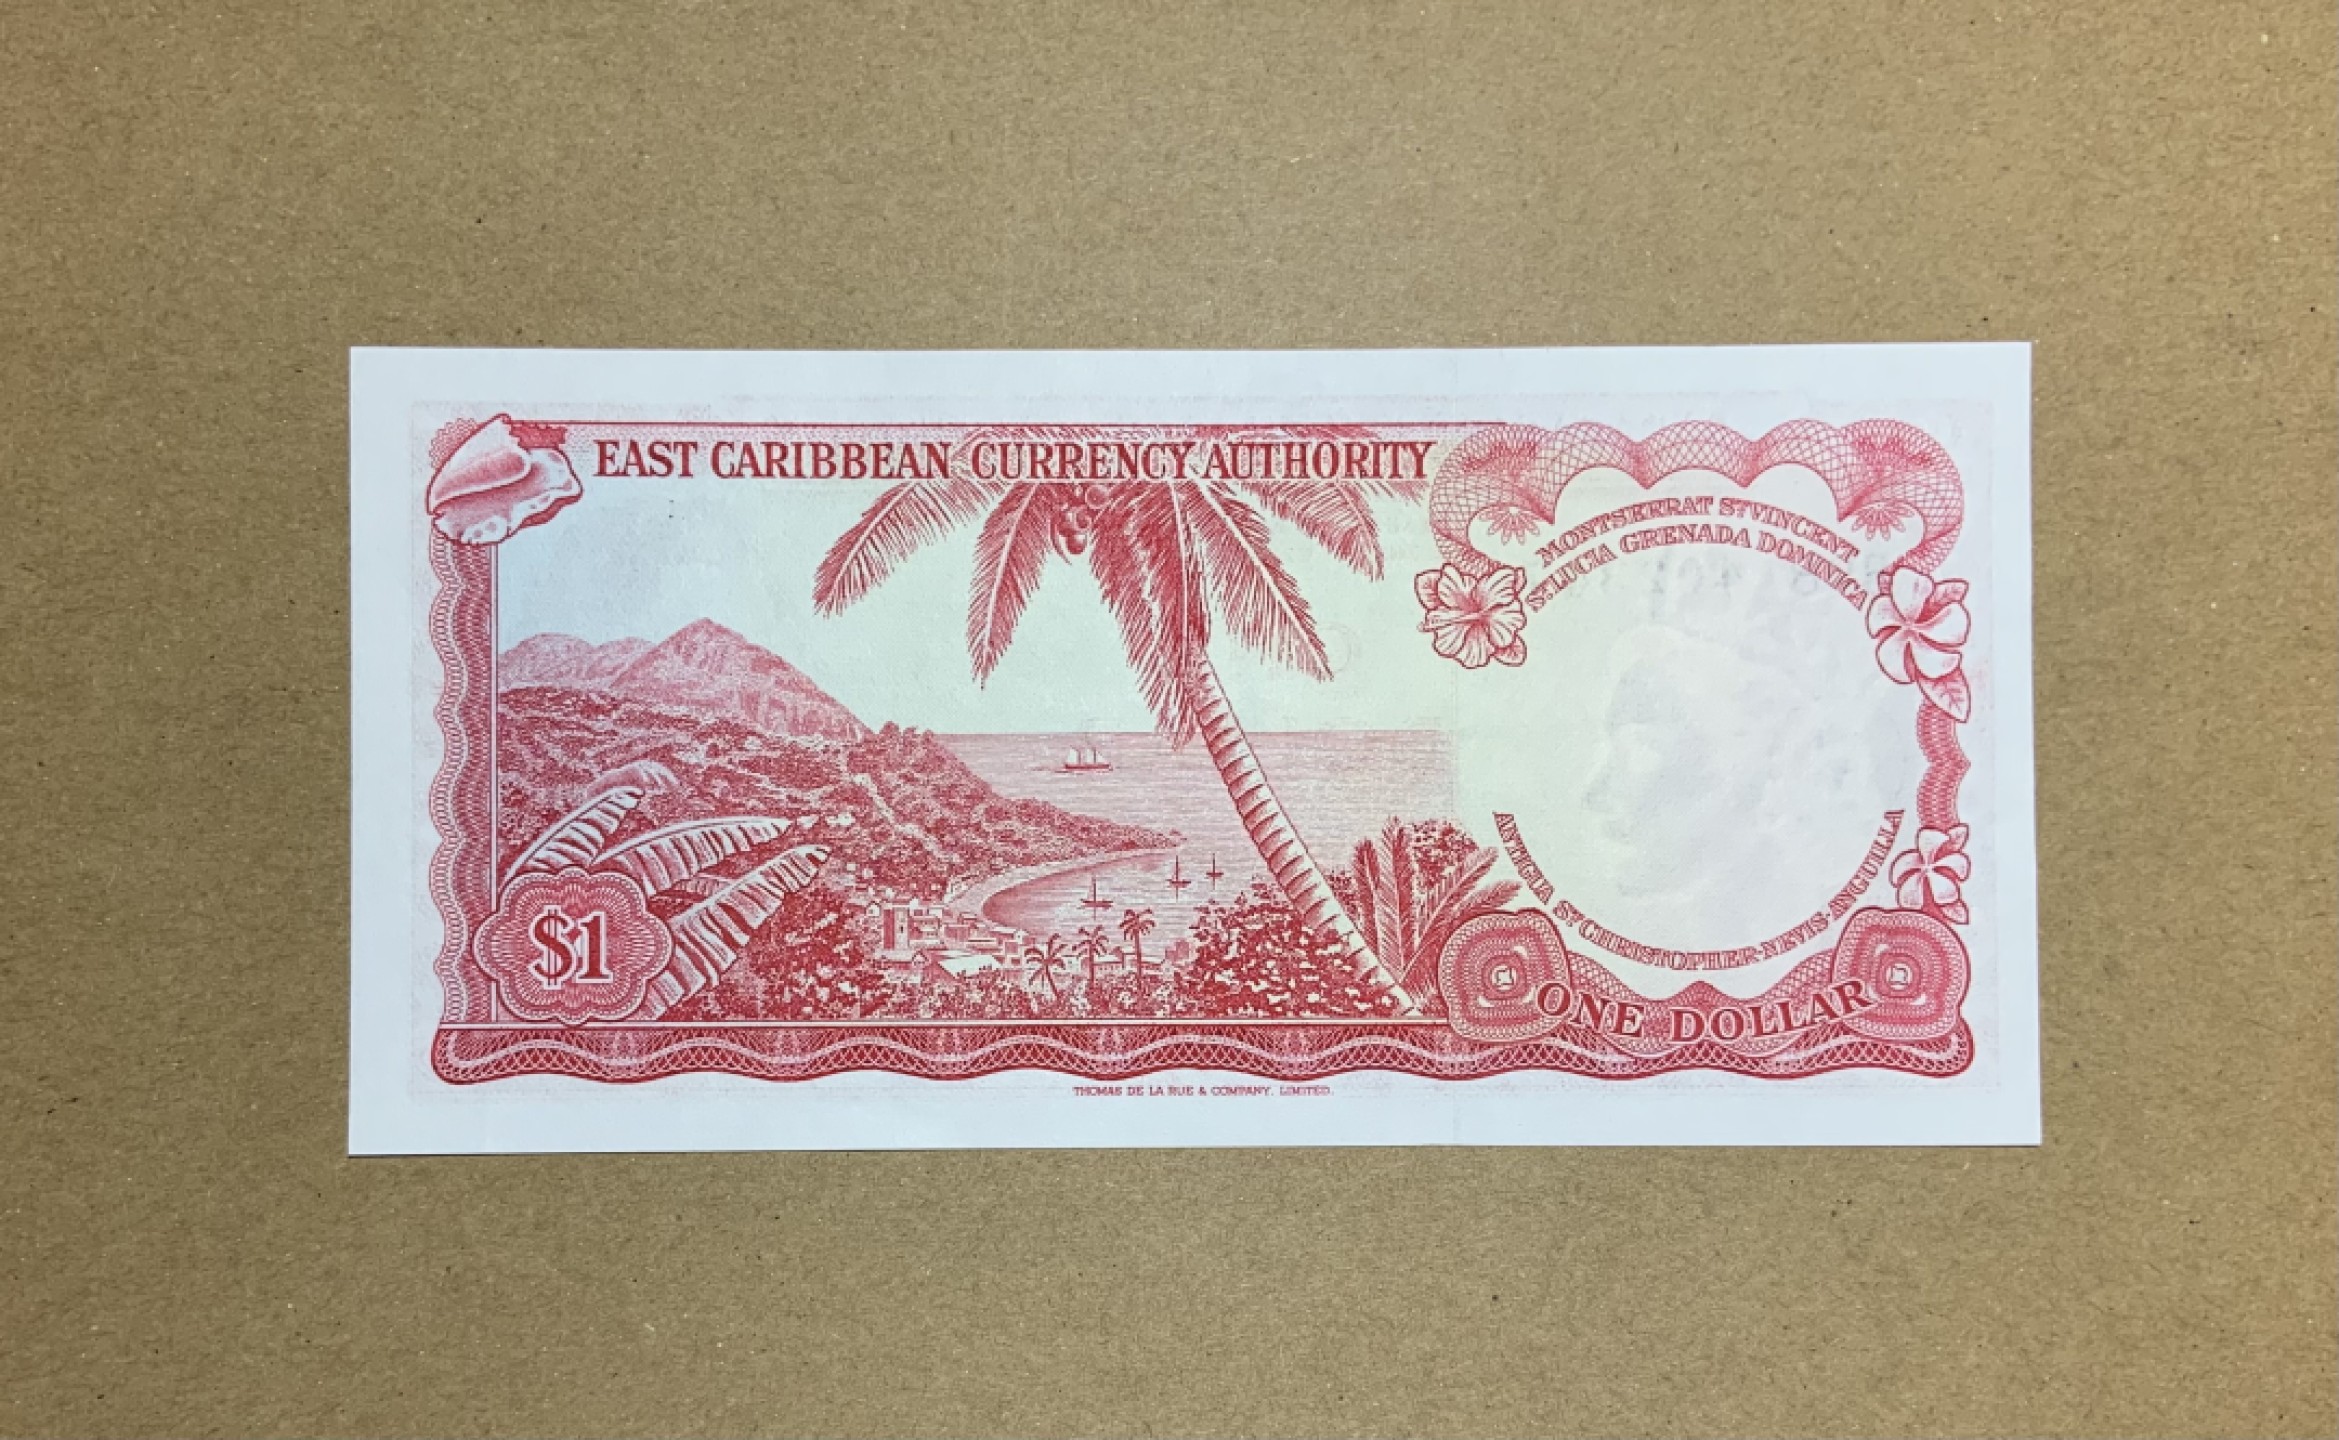 EAST CARIBBEAN CURRENCY AUTHORITY
MONTSERRAT ST VINCENT
ST LUCIA GRENADA DOMINICA
ANTIGUA ST CHRISTOPHER-NEVIS-ANGUILLA
$1
ONE DOLLAR
THOMAS DE LA RUE & COMPANY, LIMITED.